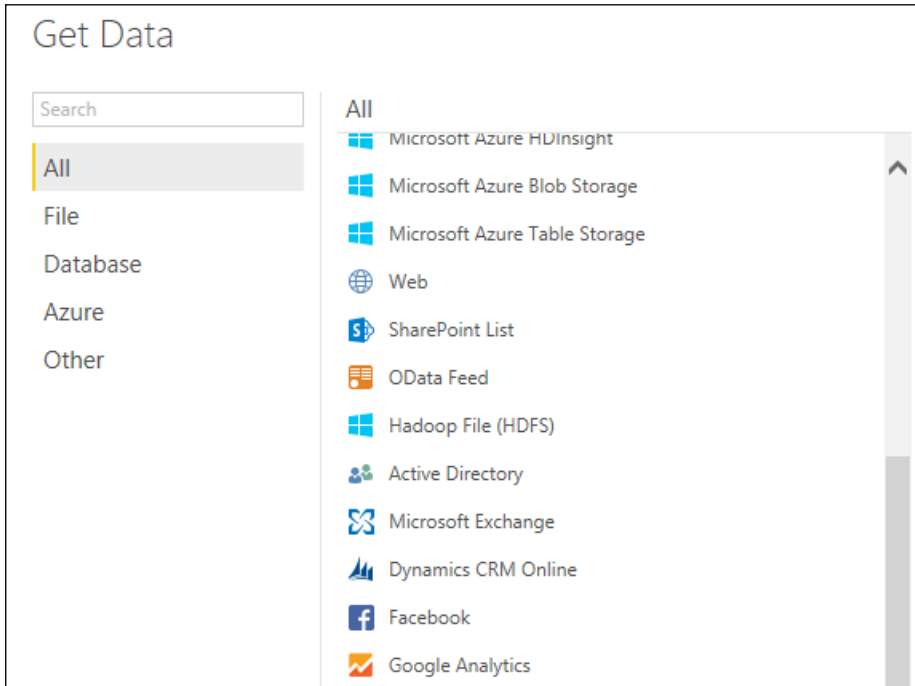 Get Data
Search
All
File
Database
Azure
Other
All
Microsoft Azure HDInsight
Microsoft Azure Blob Storage
Microsoft Azure Table Storage
Web
SharePoint List
OData Feed
Hadoop File (HDFS)
Active Directory
Microsoft Exchange
Dynamics CRM Online
Facebook
Google Analytics